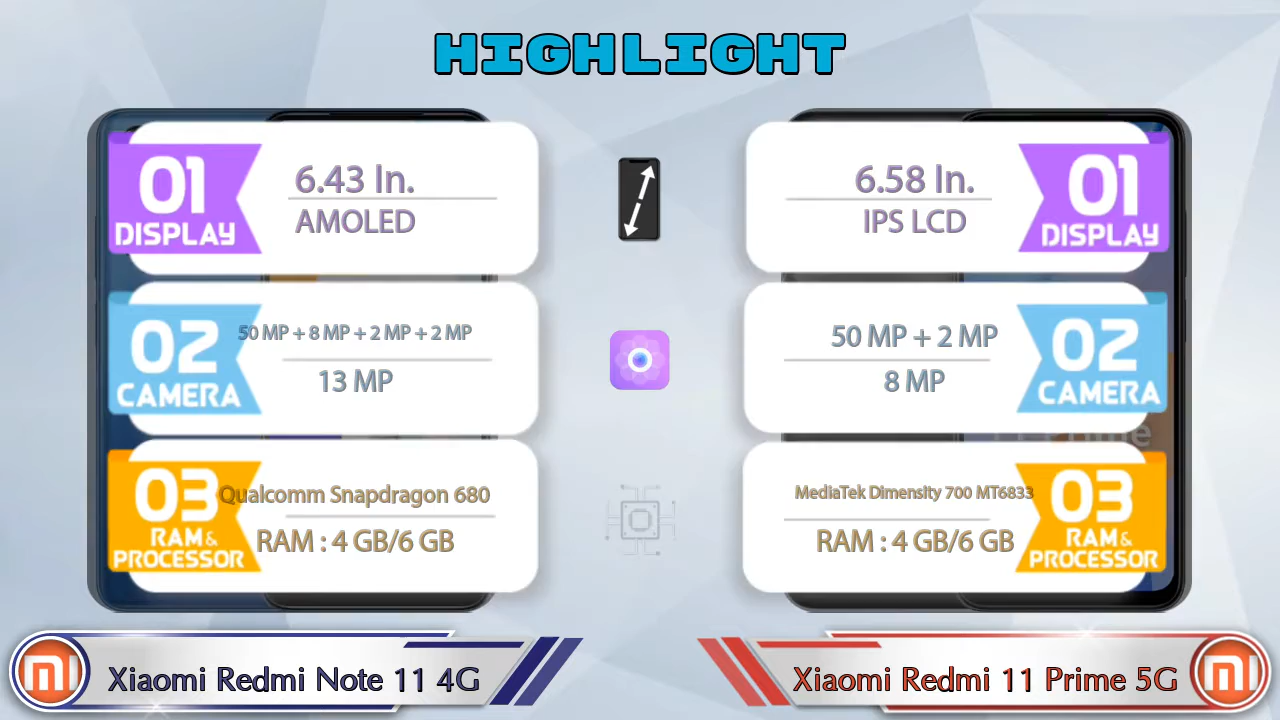 HIGHLIGHT
01
DISPLAY
6.43 In.
AMOLED
02
CAMERA
50 MP + 8 MP + 2 MP + 2 MP
13 MP
03
RAM &
PROCESSOR
Qualcomm Snapdragon 680
RAM : 4 GB/6 GB
6.58 In.
IPS LCD
01
DISPLAY
50 MP + 2 MP
8 MP
02
CAMERA
11 Prime
MediaTek Dimensity 700 MT6833
RAM : 4 GB/6 GB
03
RAM &
PROCESSOR
MI
Xiaomi Redmi Note 11 4G
Xiaomi Redmi 11 Prime 5G
MI